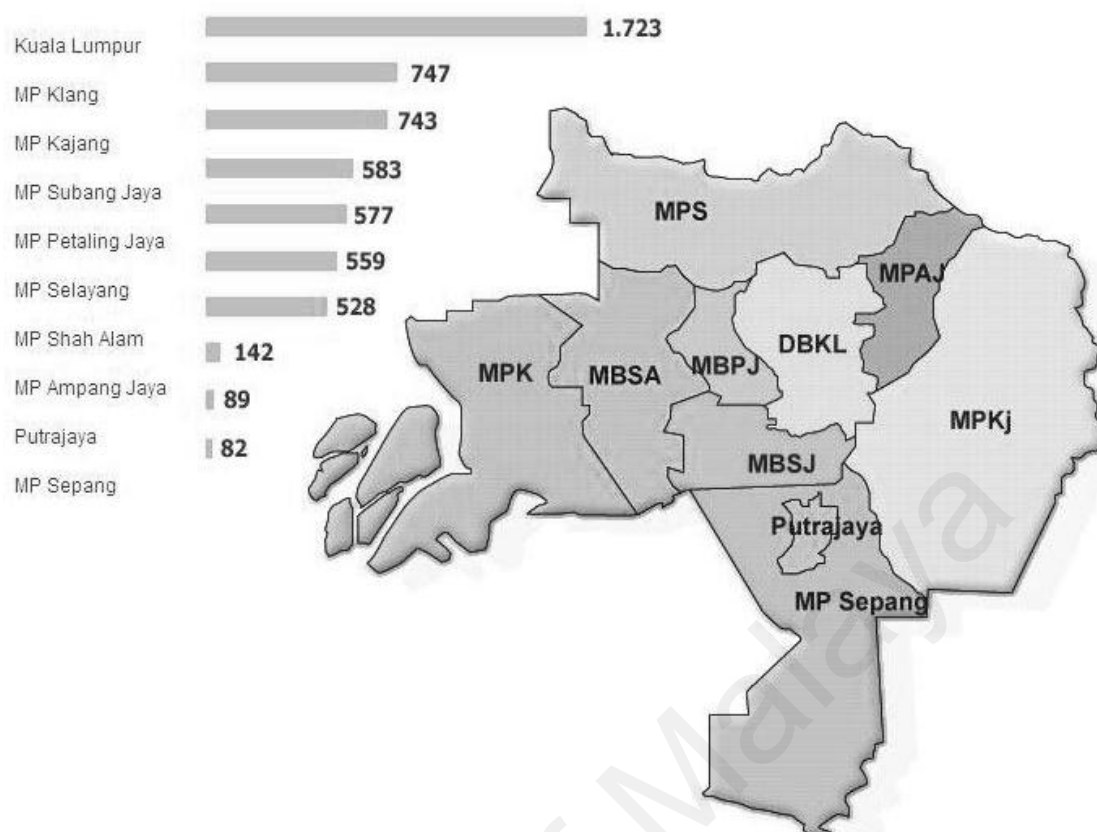 1.723
Kuala Lumpur
747
MP Klang
743
MP Kajang
583
MP Subang Jaya
577
MP Petaling Jaya
559
MP Selayang
528
MP Shah Alam
142
MP Ampang Jaya
89
Putrajaya
82
MP Sepang
MPS
MPAJ
DBKL
MBPJ
MPK
MBSA
MPKj
MBSJ
Putrajaya
MP Sepang
Malaya